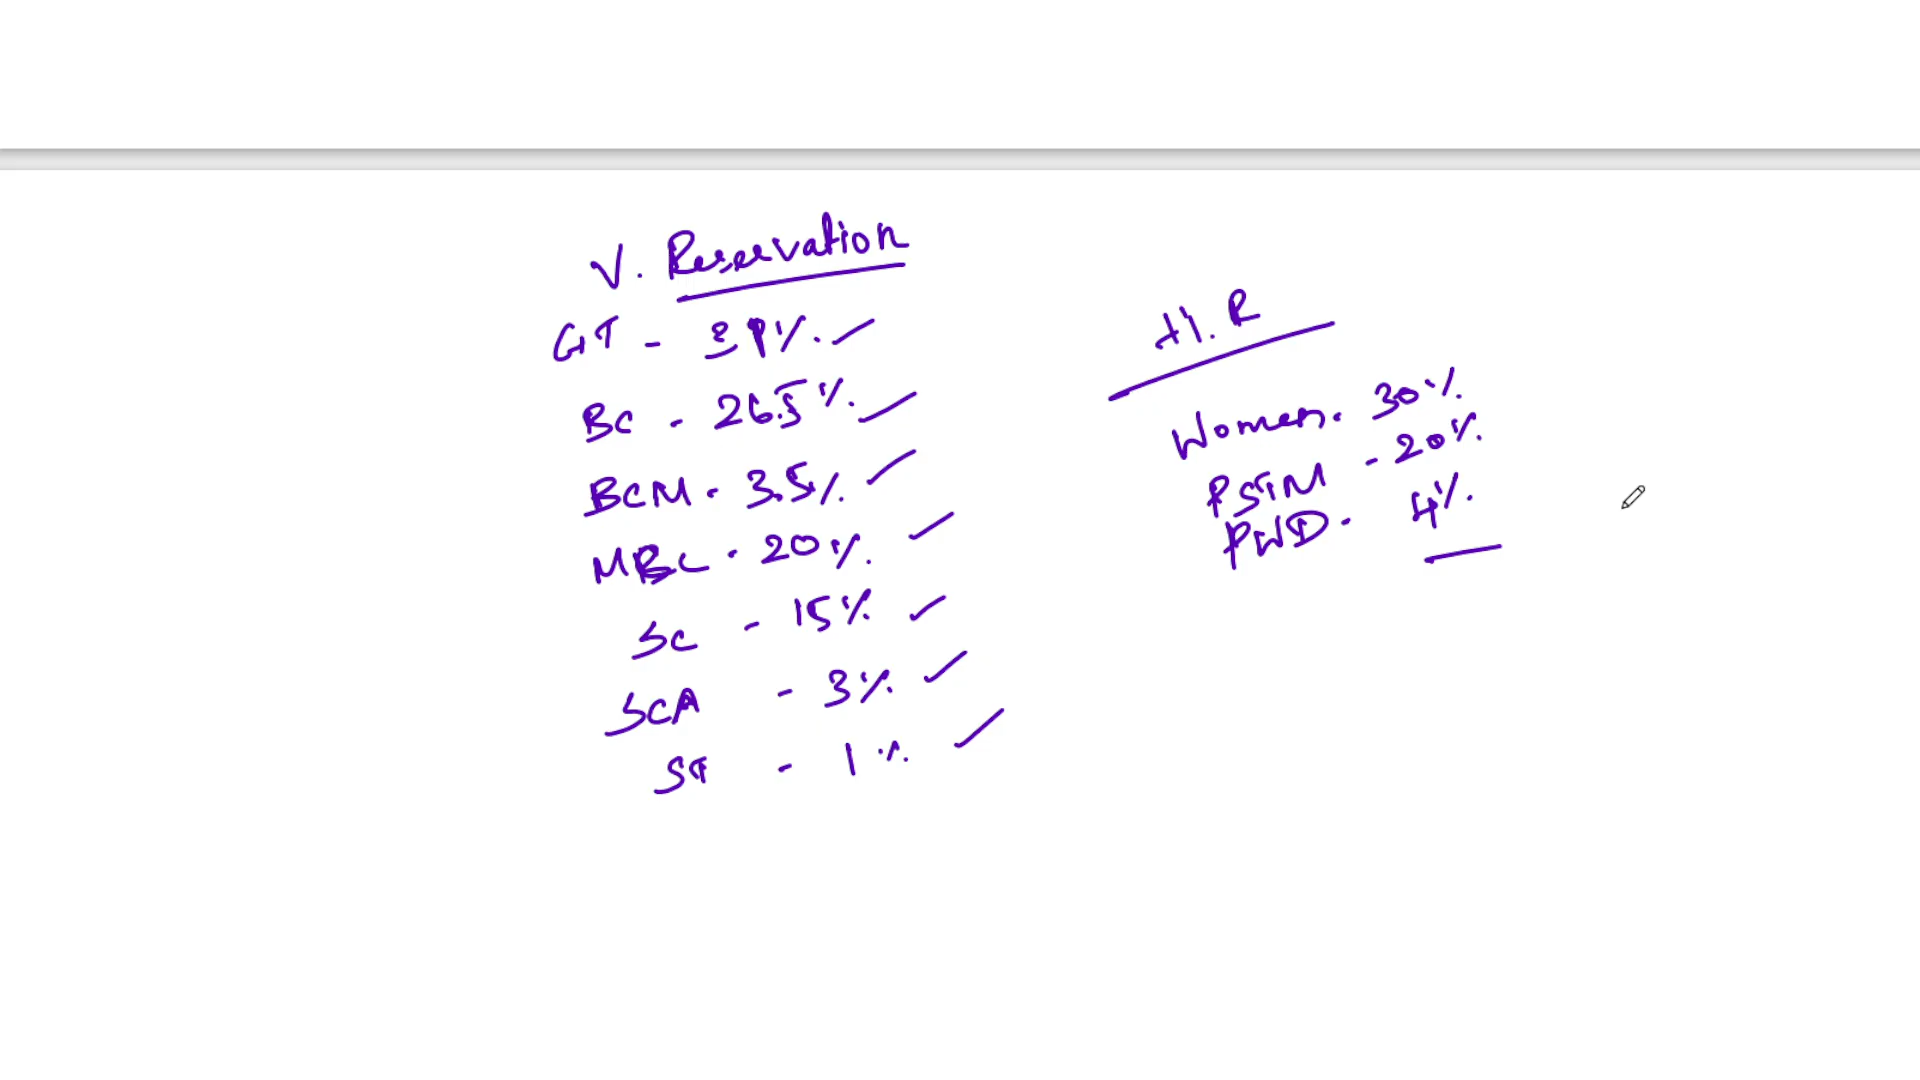 V. Reservation
GT - 31%.
BC - 26.5%.
BCM - 3.5%.
MBC - 20%.
SC - 15%
SCA - 3%.
ST - 1%.
H.R
Women - 30%.
PSTM - 20%.
PWD - 4%.